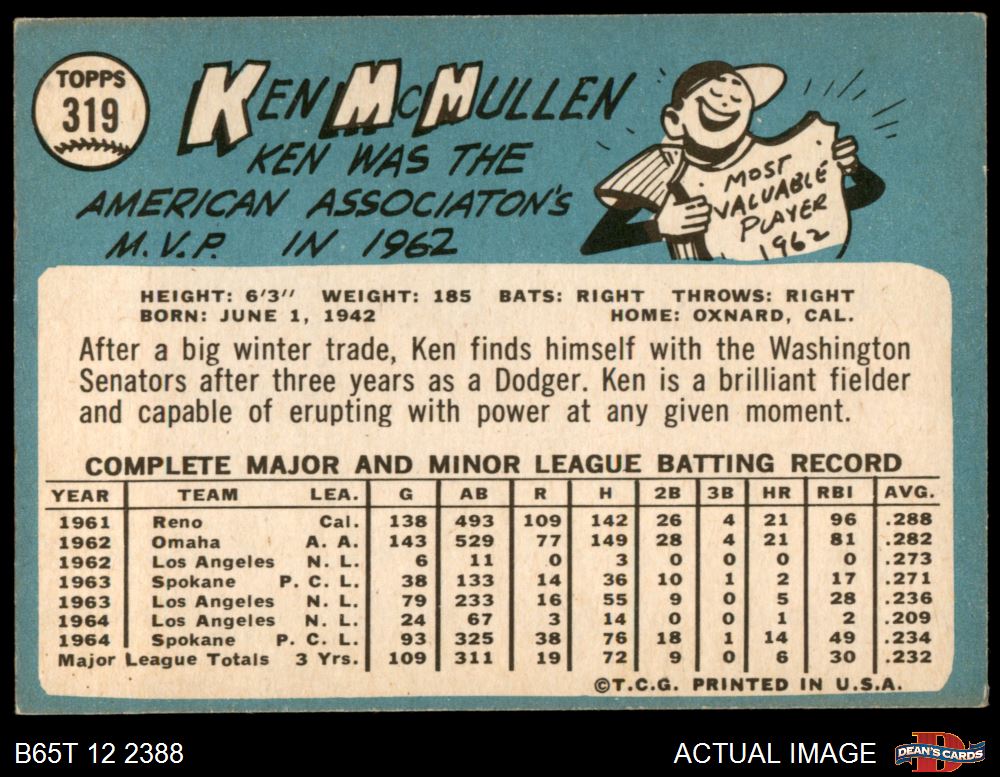 TOPPS
319
KEN MCMULLEN
KEN WAS THE
AMERICAN ASSOCIATON'S
M.V.P. IN 1962
MOST
VALUABLE
PLAYER
1962
HEIGHT: 6'3" WEIGHT: 185 BATS: RIGHT THROWS: RIGHT
BORN: JUNE 1, 1942 HOME: OXNARD, CAL.
After a big winter trade, Ken finds himself with the Washington
Senators after three years as a Dodger. Ken is a brilliant fielder
and capable of erupting with power at any given moment.
COMPLETE MAJOR AND MINOR LEAGUE BATTING RECORD
YEAR TEAM LEA. G AB R H 2B 3B HR RBI AVG.
1961 Reno Cal. 138 493 109 142 26 4 21 96 .288
1962 Omaha A. A. 143 529 77 149 28 4 21 81 .282
1962 Los Angeles N. L. 6 11 0 3 0 0 0 0 .273
1963 Spokane P. C. L. 38 133 14 36 10 1 2 17 .271
1963 Los Angeles N. L. 79 233 16 55 9 0 5 28 .236
1964 Los Angeles N. L. 24 67 3 14 0 0 1 2 .209
1964 Spokane P. C. L. 93 325 38 76 18 1 14 49 .234
Major League Totals 3 Yrs. 109 311 19 72 9 0 6 30 .232
©T.C.G. PRINTED IN U.S.A.
B65T 12 2388
ACTUAL IMAGE
D
DEAN'S CARDS